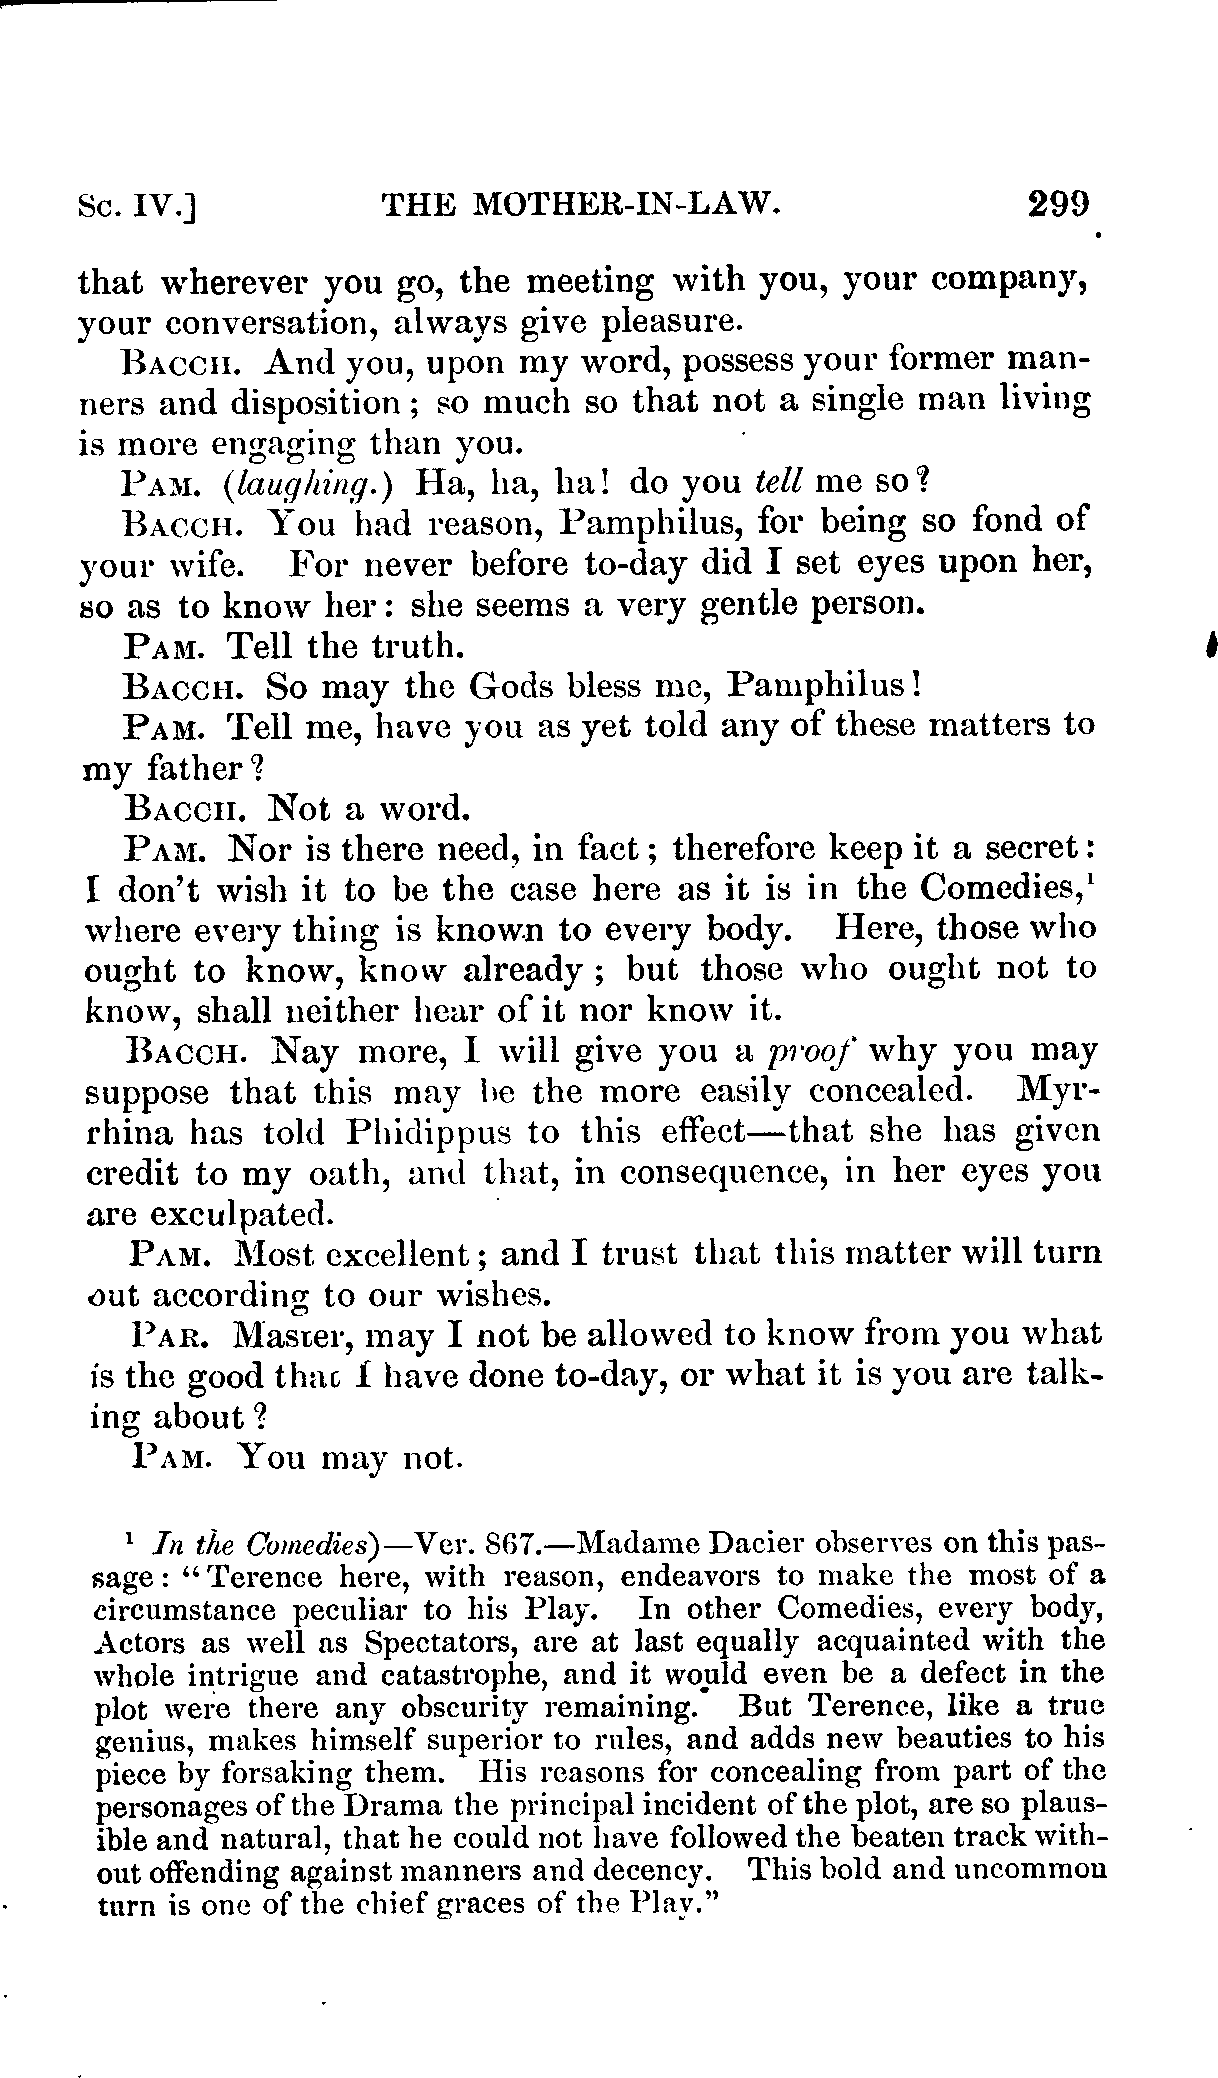 Sc. IV.] THE MOTHER-IN-LAW. 299
that wherever you go, the meeting with you, your company,
your conversation, always give pleasure.
BACCH. And you, upon my word, possess your former man-
ners and disposition; so much so that not a single man living
is more engaging than you.
PAM. (laughing.) Ha, ha, ha! do you tell me so?
BACCH. You had reason, Pamphilus, for being so fond of
your wife. For never before to-day did I set eyes upon her,
so as to know her: she seems a very gentle person.
PAM. Tell the truth.
BACCH. So may the Gods bless me, Pamphilus!
PAM. Tell me, have you as yet told any of these matters to
my father?
BACCH. Not a word.
PAM. Nor is there need, in fact; therefore keep it a secret:
I don't wish it to be the case here as it is in the Comedies,¹
where every thing is known to every body. Here, those who
ought to know, know already; but those who ought not to
know, shall neither hear of it nor know it.
BACCH. Nay more, I will give you a proof why you may
suppose that this may be the more easily concealed. Myr-
rhina has told Phidippus to this effect—that she has given
credit to my oath, and that, in consequence, in her eyes you
are exculpated.
PAM. Most excellent; and I trust that this matter will turn
out according to our wishes.
PAR. Master, may I not be allowed to know from you what
is the good that I have done to-day, or what it is you are talk-
ing about?
PAM. You may not.
¹ In the Comedies)—Ver. 867.—Madame Dacier observes on this pas-
sage: "Terence here, with reason, endeavors to make the most of a
circumstance peculiar to his Play. In other Comedies, every body,
Actors as well as Spectators, are at last equally acquainted with the
whole intrigue and catastrophe, and it would even be a defect in the
plot were there any obscurity remaining. But Terence, like a true
genius, makes himself superior to rules, and adds new beauties to his
piece by forsaking them. His reasons for concealing from part of the
personages of the Drama the principal incident of the plot, are so plaus-
ible and natural, that he could not have followed the beaten track with-
out offending against manners and decency. This bold and uncommon
turn is one of the chief graces of the Play."